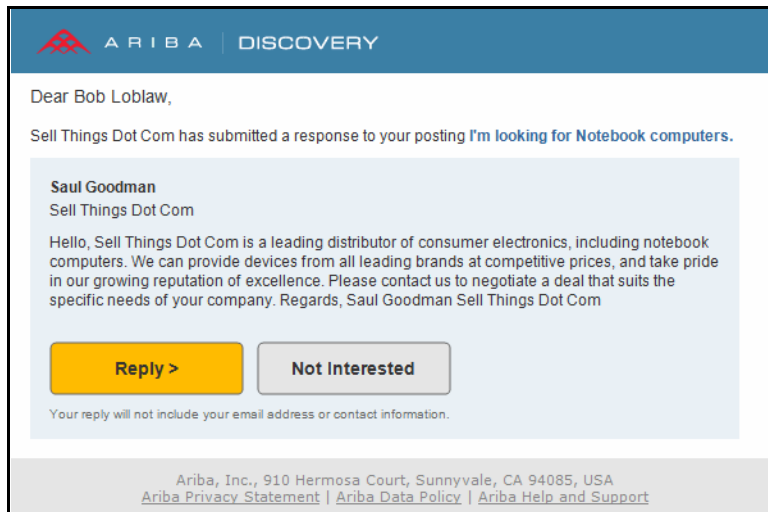 ARIBA | DISCOVERY
Dear Bob Loblaw,
Sell Things Dot Com has submitted a response to your posting I'm looking for Notebook computers.
Saul Goodman
Sell Things Dot Com
Hello, Sell Things Dot Com is a leading distributor of consumer electronics, including notebook
computers. We can provide devices from all leading brands at competitive prices, and take pride
in our growing reputation of excellence. Please contact us to negotiate a deal that suits the
specific needs of your company. Regards, Saul Goodman Sell Things Dot Com
Reply > Not Interested
Your reply will not include your email address or contact information.
Ariba, Inc., 910 Hermosa Court, Sunnyvale, CA 94085, USA
Ariba Privacy Statement | Ariba Data Policy | Ariba Help and Support